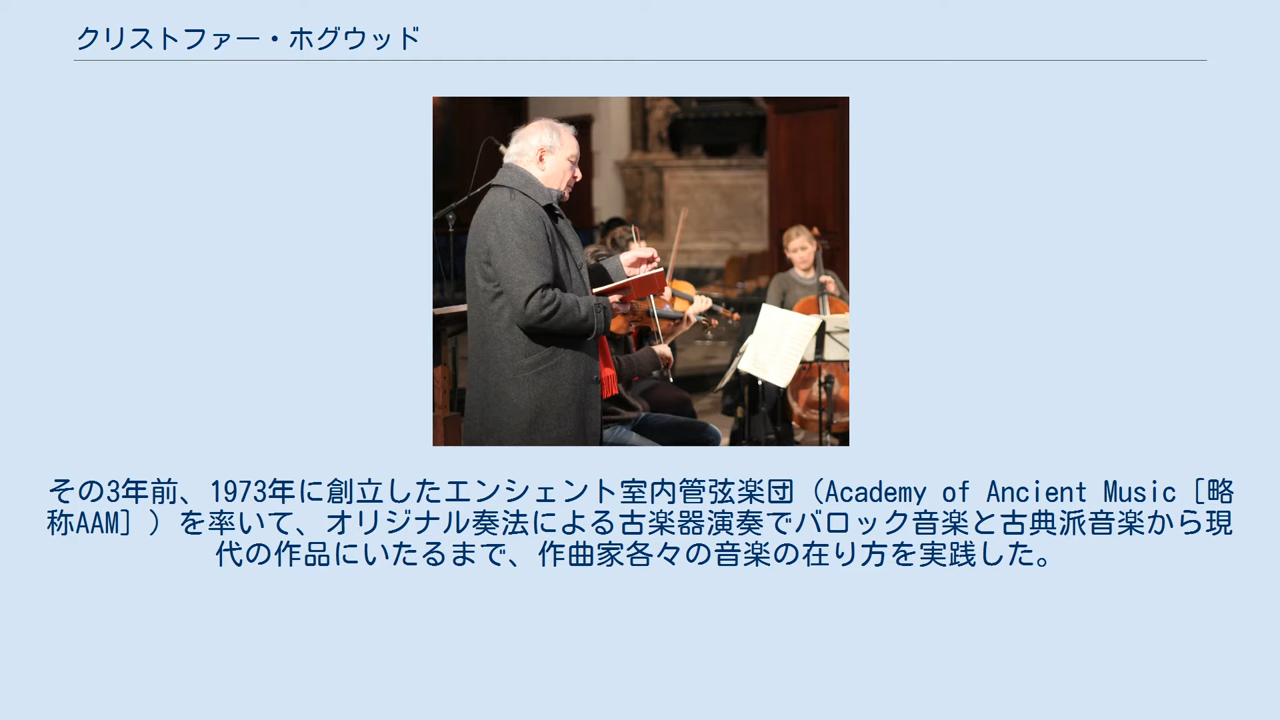 クリストファー・ホグウッド
その3年前、1973年に創立したエンシェント室内管弦楽団（Academy of Ancient Music［略
称AAM］）を率いて、オリジナル奏法による古楽器演奏でバロック音楽と古典派音楽から現
代の作品にいたるまで、作曲家各々の音楽の在り方を実践した。